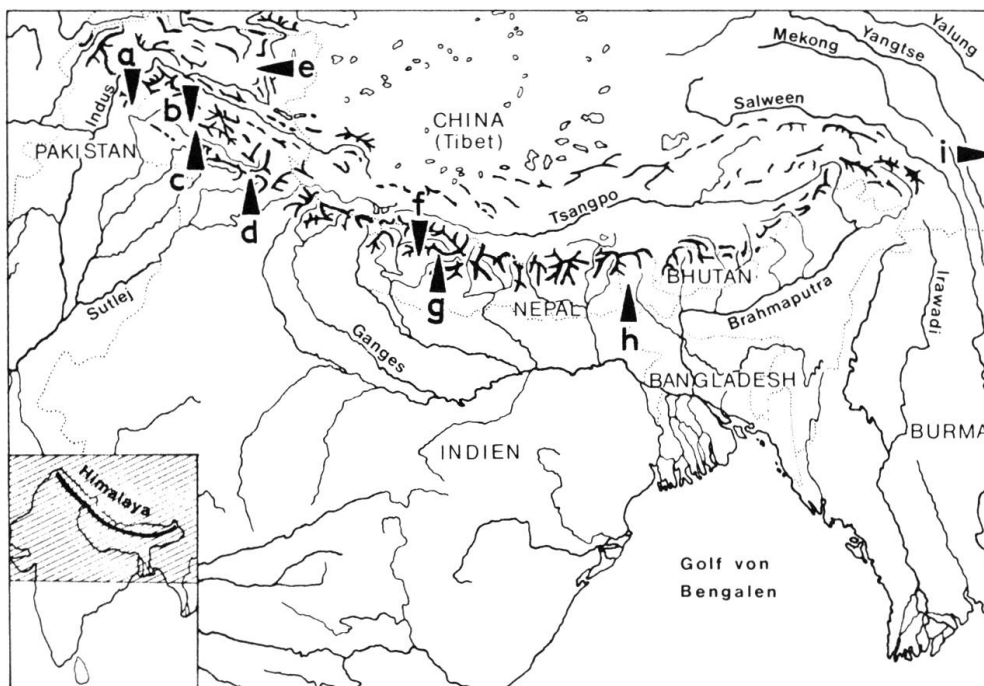 a
e
Indus
b
PAKISTAN
c
d
CHINA
(Tibet)
Mekong
Yangtse
Yalung
Salween
i
Tsangpo
f
g
NEPAL
BHUTAN
h
Sutlej
Ganges
Brahmaputra
Irawadi
BANGLADESH
INDIEN
BURMA
Himalaya
Golf von
Bengalen